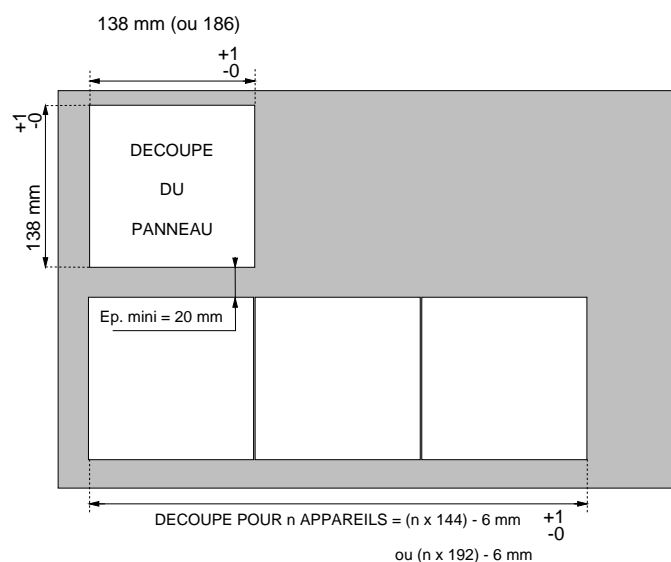 138 mm (ou 186)
+1
-0
+1
-0
138 mm
DECOUPE
DU
PANNEAU
Ep. mini = 20 mm
DECOUPE POUR n APPAREILS = (n x 144) - 6 mm
+1
-0
ou (n x 192) - 6 mm